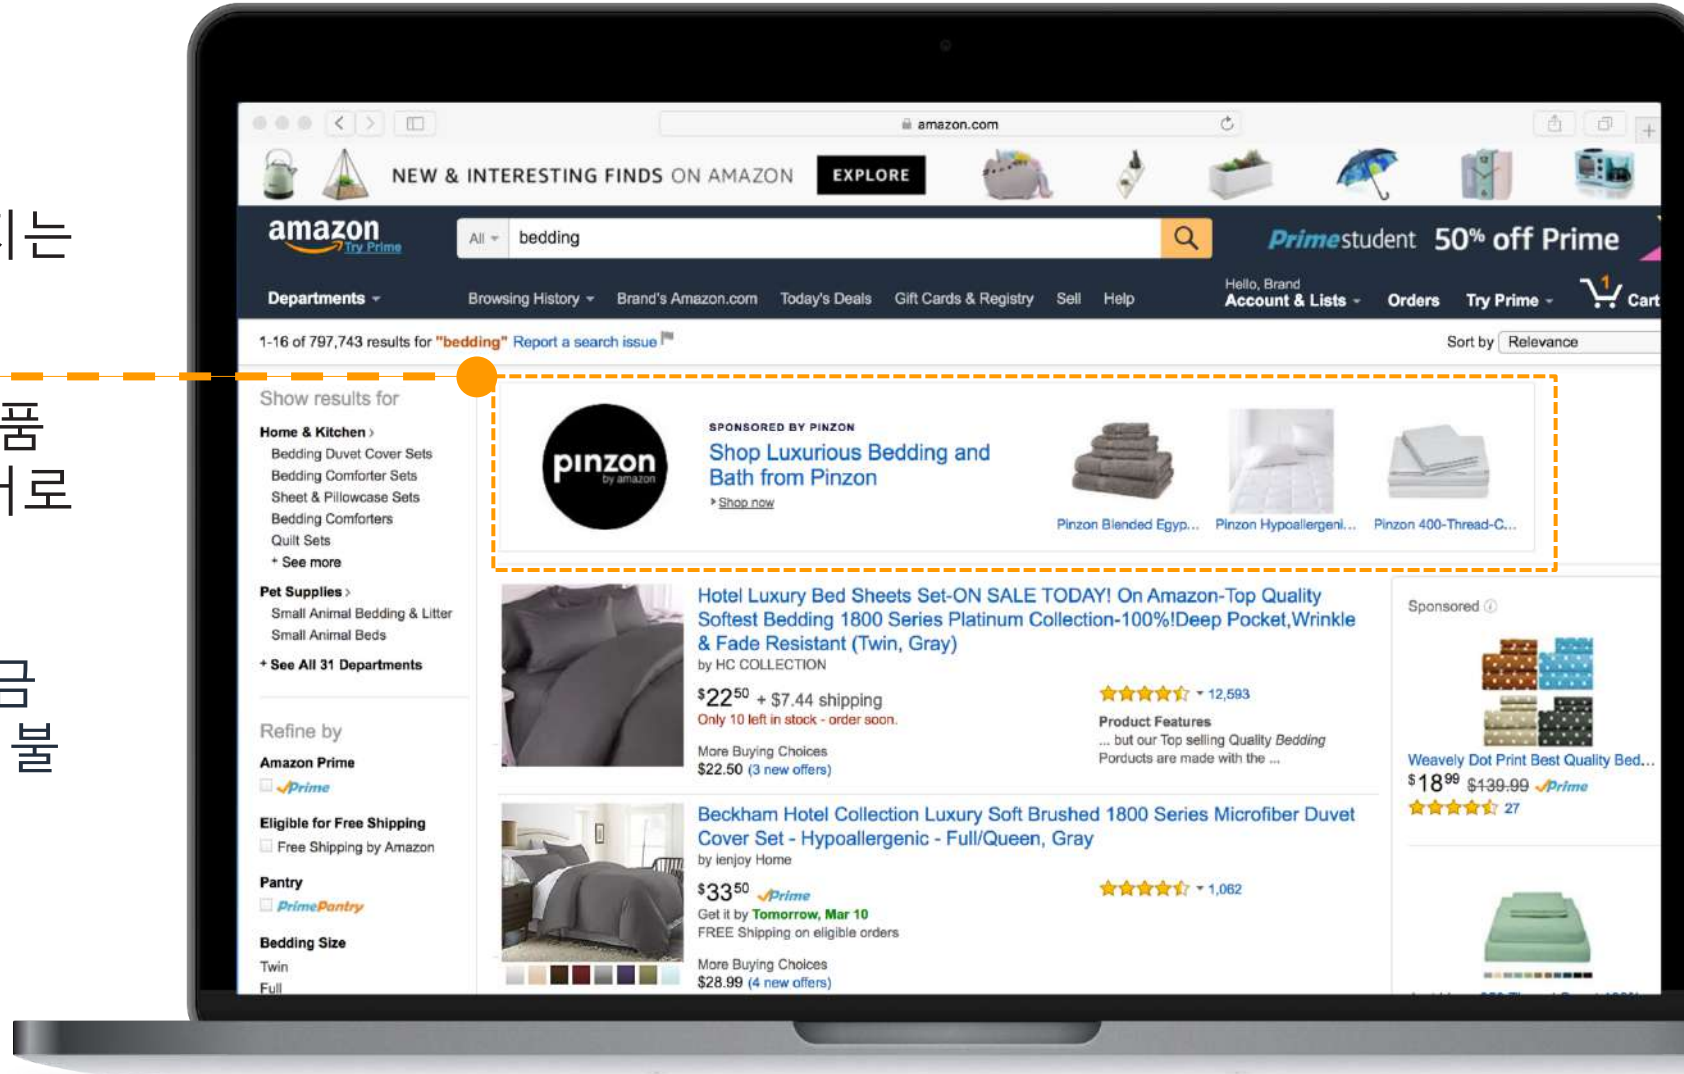 지는
품
서로
금
불
amazon.com
NEW & INTERESTING FINDS ON AMAZON EXPLORE
amazon
Try Prime
All bedding
Primestudent 50% off Prime
Departments
Browsing History Brand's Amazon.com Today's Deals Gift Cards & Registry Sell Help
Hello, Brand
Account & Lists Orders Try Prime 1 Cart
1-16 of 797,743 results for "bedding" Report a search issue
Sort by Relevance
Show results for
Home & Kitchen ›
Bedding Duvet Cover Sets
Bedding Comforter Sets
Sheet & Pillowcase Sets
Bedding Comforters
Quilt Sets
+ See more
Pet Supplies ›
Small Animal Bedding & Litter
Small Animal Beds
+ See All 31 Departments
Refine by
Amazon Prime
Prime
Eligible for Free Shipping
Free Shipping by Amazon
Pantry
PrimePantry
Bedding Size
Twin
Full
pinzon
by amazon
SPONSORED BY PINZON
Shop Luxurious Bedding and
Bath from Pinzon
› Shop now
Pinzon Blended Egyp... Pinzon Hypoallergeni... Pinzon 400-Thread-C...
Hotel Luxury Bed Sheets Set-ON SALE TODAY! On Amazon-Top Quality
Softest Bedding 1800 Series Platinum Collection-100%!Deep Pocket,Wrinkle
& Fade Resistant (Twin, Gray)
by HC COLLECTION
$22⁵⁰ + $7.44 shipping
Only 10 left in stock - order soon.
More Buying Choices
$22.50 (3 new offers)
12,593
Product Features
... but our Top selling Quality Bedding
Porducts are made with the ...
Beckham Hotel Collection Luxury Soft Brushed 1800 Series Microfiber Duvet
Cover Set - Hypoallergenic - Full/Queen, Gray
by ienjoy Home
$33⁵⁰ Prime
Get it by Tomorrow, Mar 10
FREE Shipping on eligible orders
More Buying Choices
$28.99 (4 new offers)
1,062
Sponsored
Weavely Dot Print Best Quality Bed...
$18⁹⁹ $139.99 Prime
27